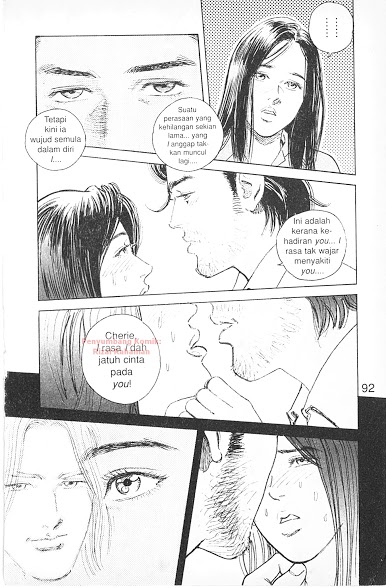 ...
...
Suatu
perasaan yang
kehilangan sekian
lama... yang
I anggap tak-
kan muncul
lagi....
Tetapi
kini ia
wujud semula
dalam diri
I....
Ini adalah
kerana ke-
hadiran you... I
rasa tak wajar
menyakiti
you....
Cherie,
I rasa I dah
jatuh cinta
pada
you!
Penyumbang Komik:
92